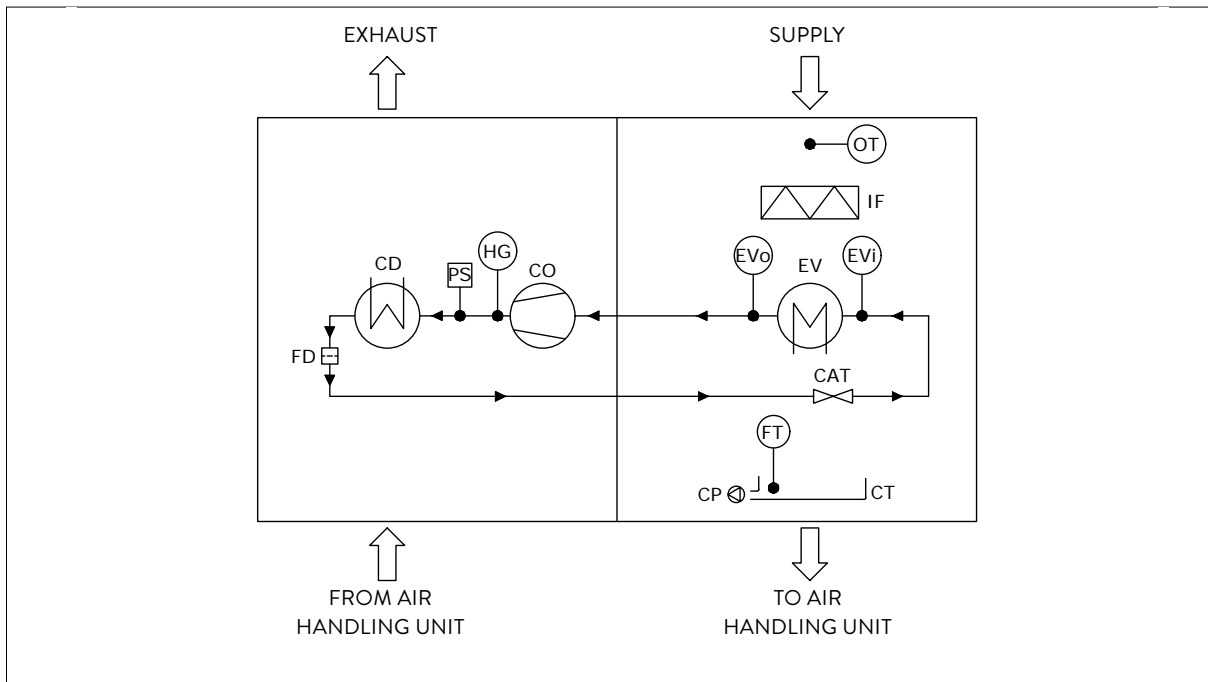 EXHAUST
SUPPLY
OT
IF
HG
PS
CD
CO
EVo
EV
EVi
FD
CAT
FT
CP
CT
FROM AIR
HANDLING UNIT
TO AIR
HANDLING UNIT